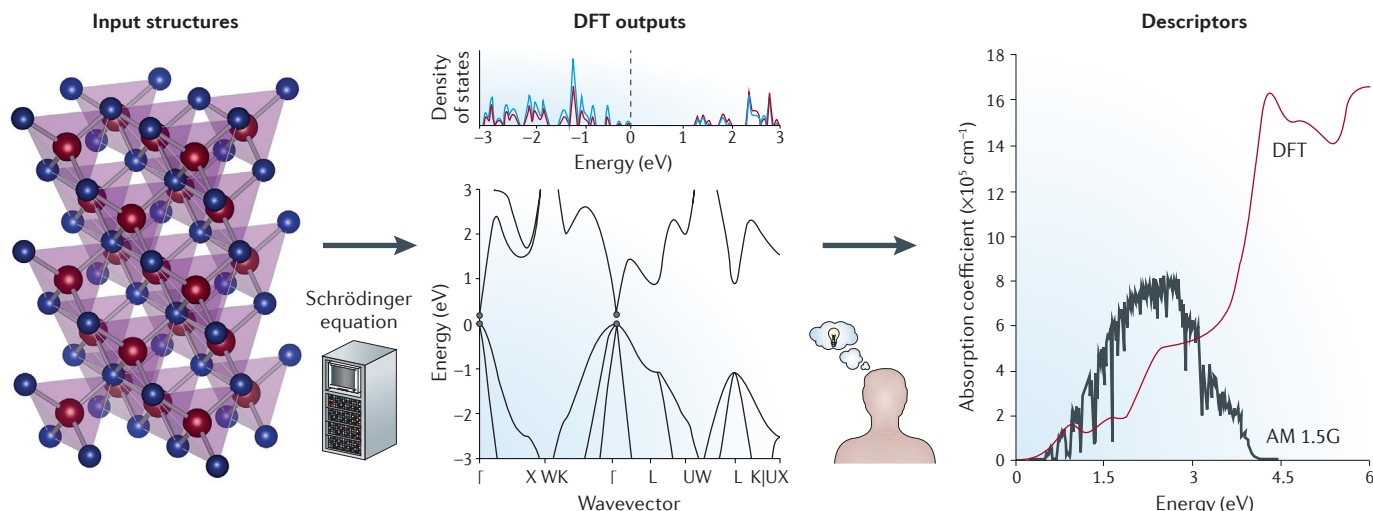 Input structures
Schrödinger
equation
DFT outputs
Density
of states
−3 −2 −1 0 1 2 3
Energy (eV)
Energy (eV)
3
2
1
0
−1
−2
−3
Γ X WK Γ L UW L K|UX
Wavevector
Descriptors
Absorption coefficient (×10⁵ cm⁻¹)
18
16
14
12
10
8
6
4
2
0
DFT
AM 1.5G
0 1.5 3 4.5 6
Energy (eV)